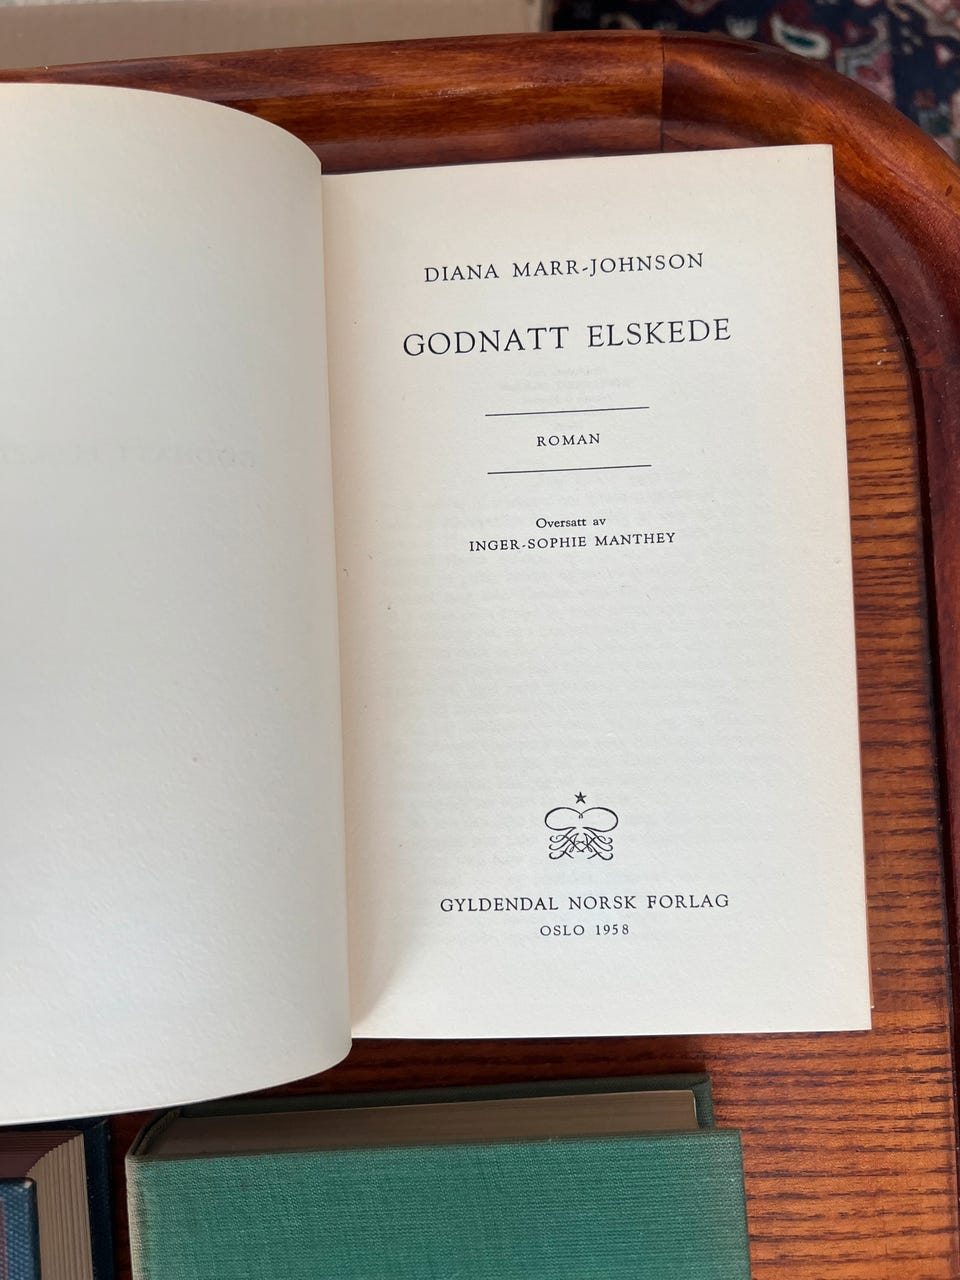 DIANA MARR-JOHNSON
GODNATT ELSKEDE
ROMAN
Oversatt av
INGER-SOPHIE MANTHEY
GYLDENDAL NORSK FORLAG
OSLO 1958